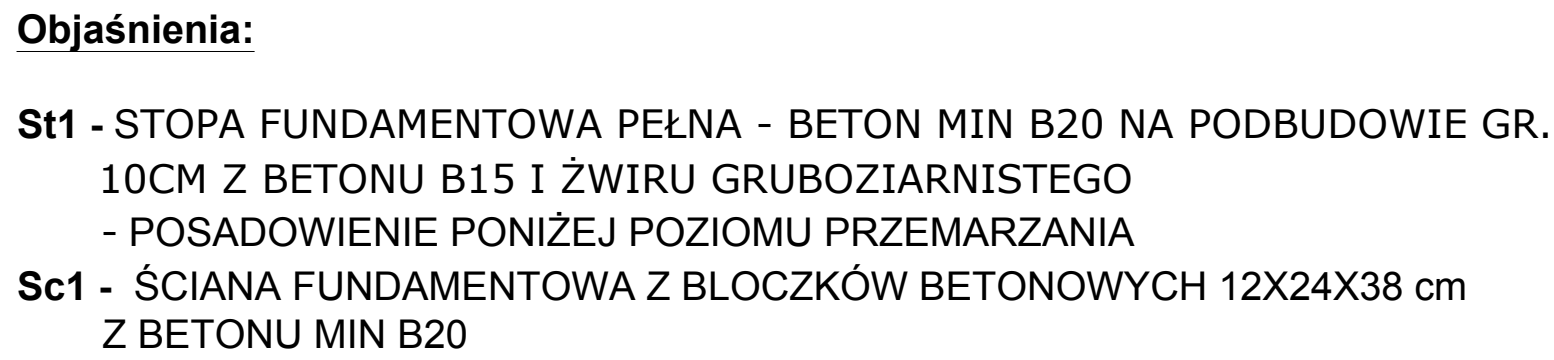 Objaśnienia:
St1 - STOPA FUNDAMENTOWA PEŁNA - BETON MIN B20 NA PODBUDOWIE GR.
10CM Z BETONU B15 I ŻWIRU GRUBOZIARNISTEGO
- POSADOWIENIE PONIŻEJ POZIOMU PRZEMARZANIA
Sc1 - ŚCIANA FUNDAMENTOWA Z BLOCZKÓW BETONOWYCH 12X24X38 cm
Z BETONU MIN B20